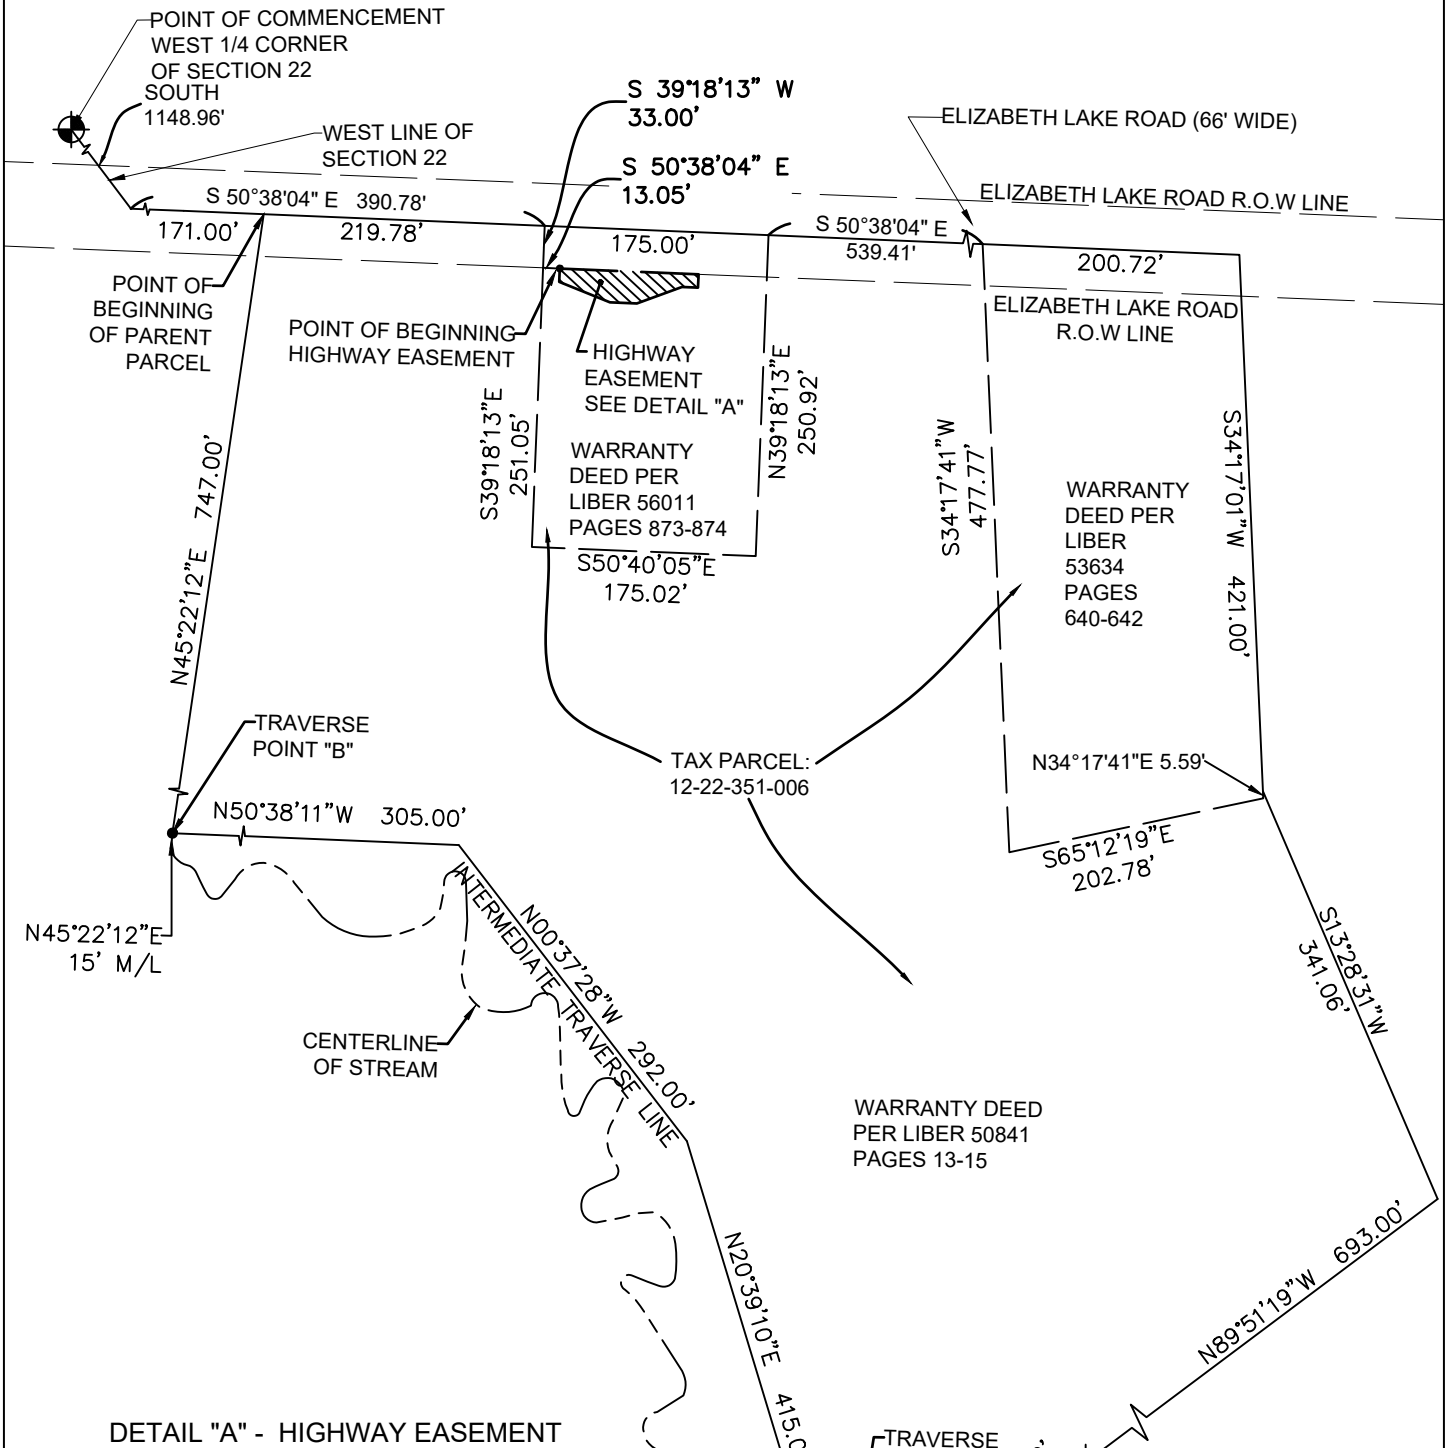 POINT OF COMMENCEMENT
WEST 1/4 CORNER
OF SECTION 22
SOUTH
1148.96'
WEST LINE OF
SECTION 22
S 39°18'13" W
33.00'
S 50°38'04" E
13.05'
ELIZABETH LAKE ROAD (66' WIDE)
ELIZABETH LAKE ROAD R.O.W LINE
S 50°38'04" E 390.78'
171.00'
219.78'
175.00'
S 50°38'04" E
539.41'
200.72'
POINT OF
BEGINNING
OF PARENT
PARCEL
POINT OF BEGINNING
HIGHWAY EASEMENT
HIGHWAY
EASEMENT
SEE DETAIL "A"
ELIZABETH LAKE ROAD
R.O.W LINE
S39°18'13"E
251.05'
N39°18'13"E
250.92'
WARRANTY
DEED PER
LIBER 56011
PAGES 873-874
S50°40'05"E
175.02'
S34°17'41"W
477.77'
WARRANTY
DEED PER
LIBER
53634
PAGES
640-642
S34°17'01"W 421.00'
N45°22'12"E 747.00'
TRAVERSE
POINT "B"
TAX PARCEL:
12-22-351-006
N34°17'41"E 5.59'
S65°12'19"E
202.78'
N50°38'11"W 305.00'
N45°22'12"E
15' M/L
N00°37'28"W 292.00'
INTERMEDIATE TRAVERSE LINE
CENTERLINE
OF STREAM
S13°28'31"W
341.06'
WARRANTY DEED
PER LIBER 50841
PAGES 13-15
N20°39'10"E 415.0
N89°51'19"W 693.00'
DETAIL "A" - HIGHWAY EASEMENT
TRAVERSE